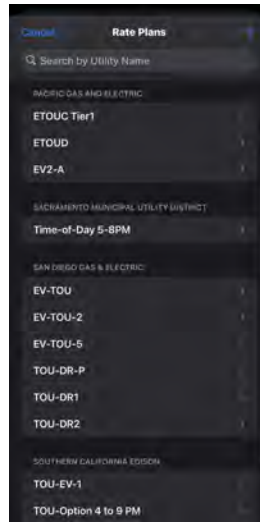 Cancel
Rate Plans
Search by Utility Name
PACIFIC GAS AND ELECTRIC
ETOUC Tier1
ETOUD
EV2-A
SACRAMENTO MUNICIPAL UTILITY DISTRICT
Time-of-Day 5-8PM
SAN DIEGO GAS & ELECTRIC
EV-TOU
EV-TOU-2
EV-TOU-5
TOU-DR-P
TOU-DR1
TOU-DR2
SOUTHERN CALIFORNIA EDISON
TOU-EV-1
TOU-Option 4 to 9 PM